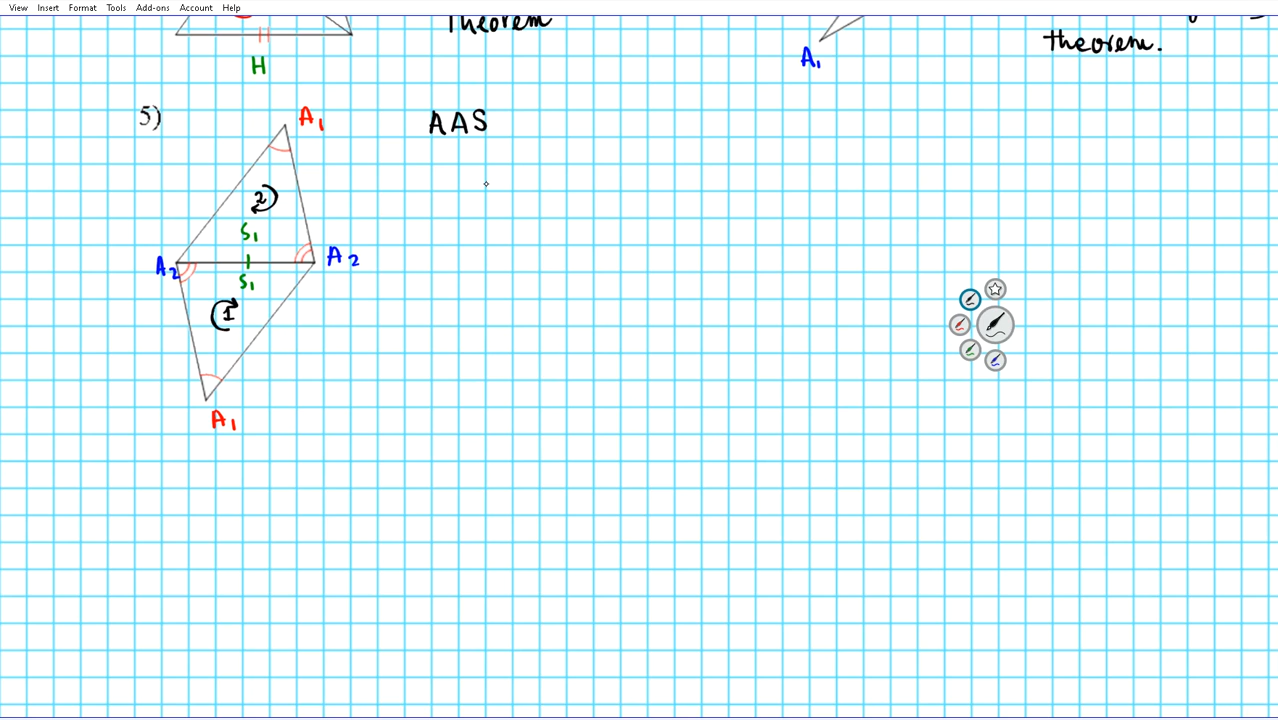 View Insert Format Tools Add-ons Account Help
Theorem
theorem.
H
A1
5)
A1
AAS
2
S1
A2
A2
S1
1
A1